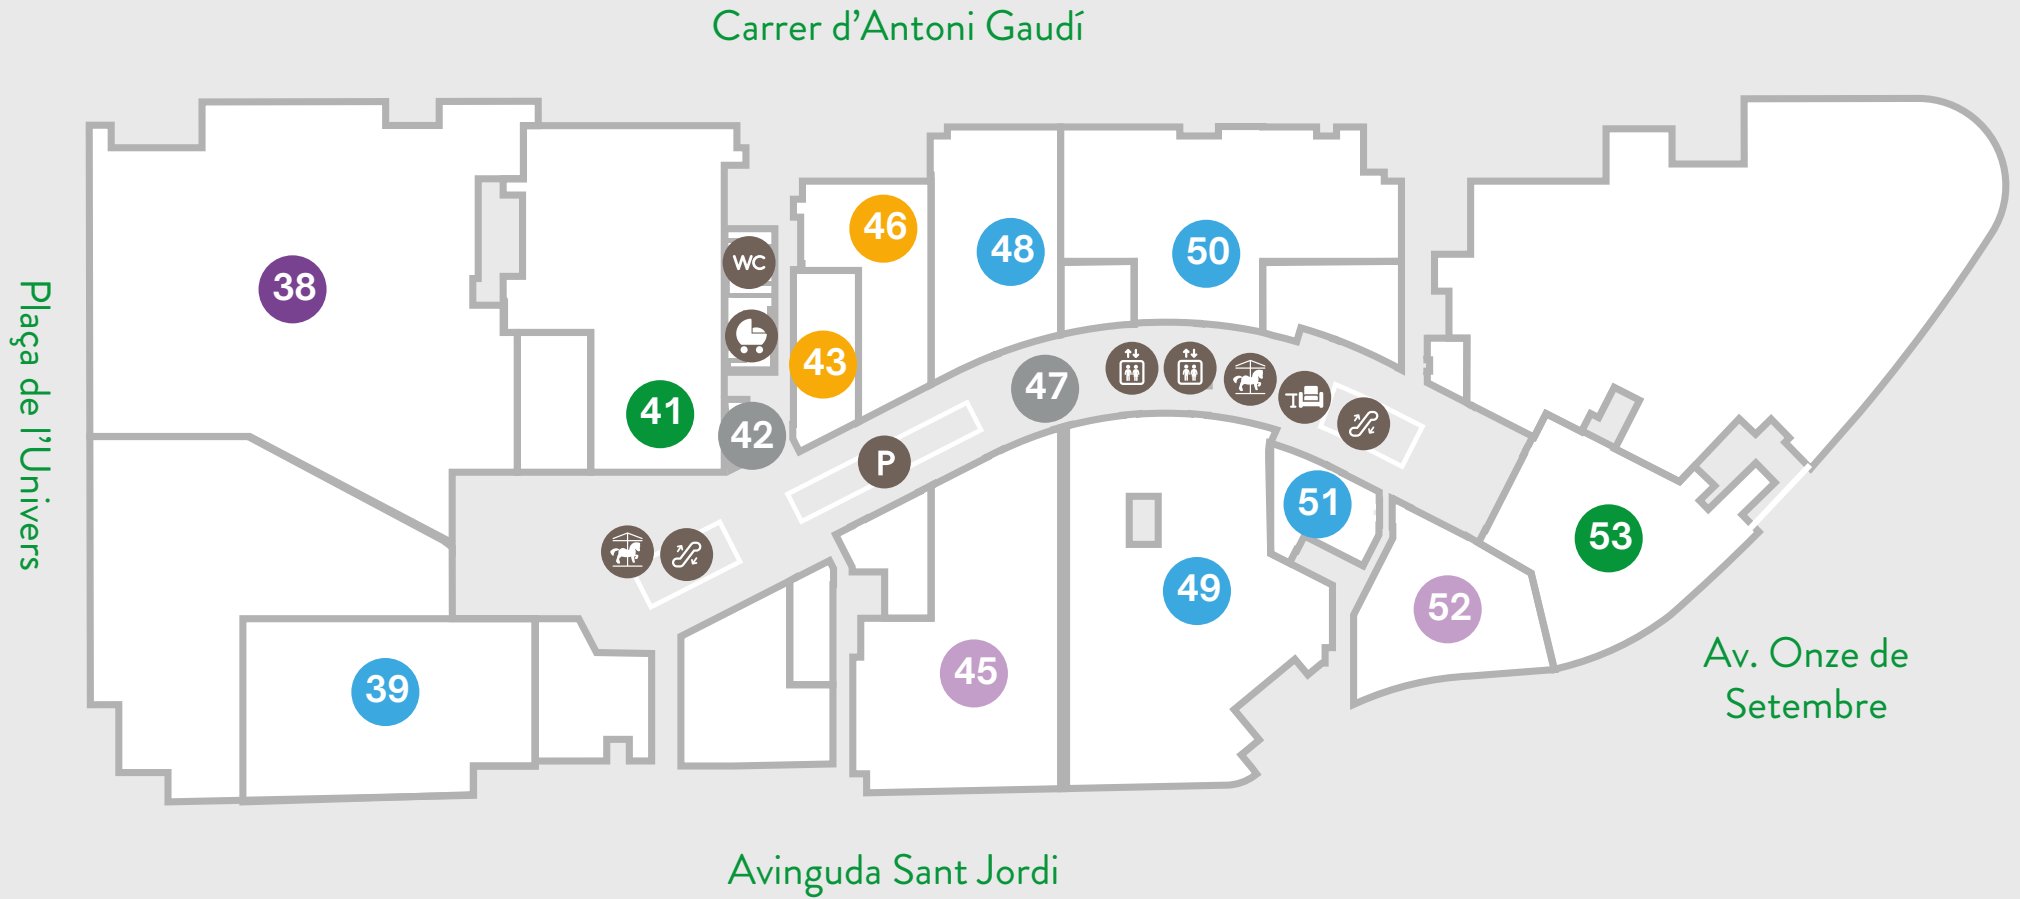 Carrer d’Antoni Gaudí
46
48
50
WC
38
Plaça de l’Univers
43
47
41
42
P
51
53
49
52
45
39
Av. Onze de
Setembre
Avinguda Sant Jordi